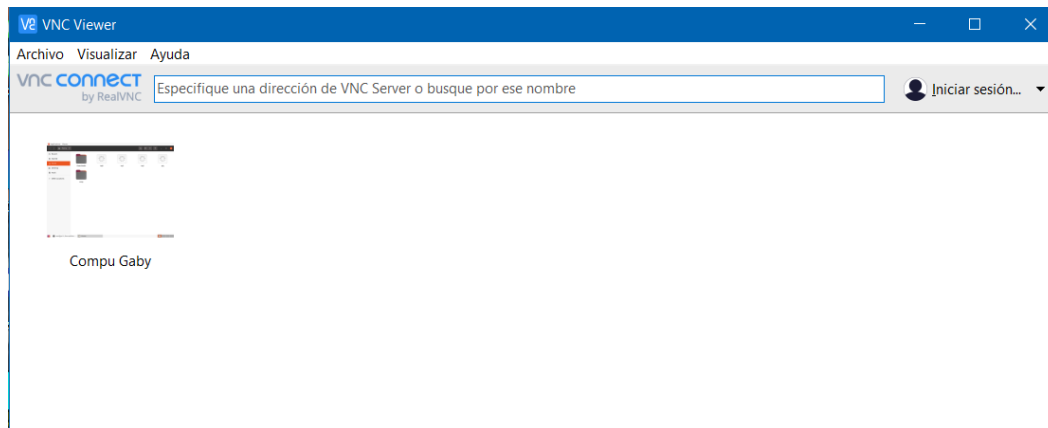 VNC Viewer
Archivo Visualizar Ayuda
vnc connect
by RealVNC
Especifique una dirección de VNC Server o busque por ese nombre
Iniciar sesión...
Compu Gaby